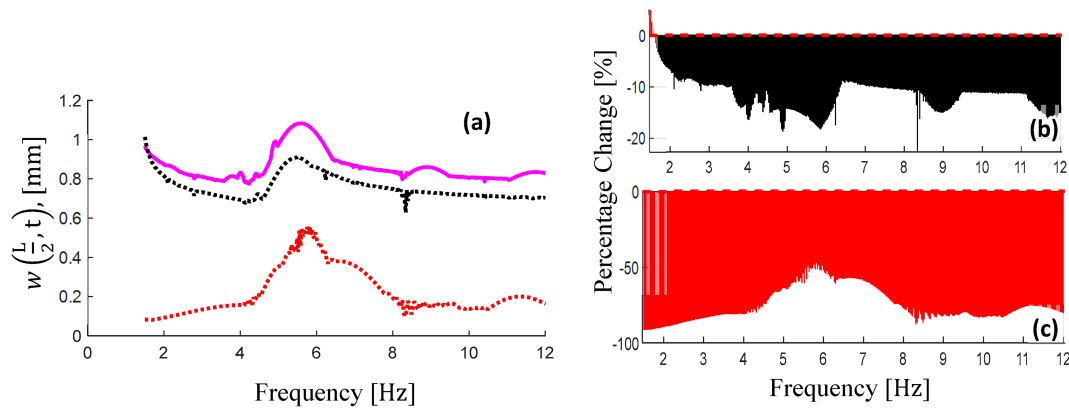 (a)
w(L/2, t), [mm]
1.2
1
0.8
0.6
0.4
0.2
0
0 2 4 6 8 10 12
Frequency [Hz]
Percentage Change [%]
0
-10
-20
(b)
2 3 4 5 6 7 8 9 10 11 12
0
-50
-100
(c)
2 3 4 5 6 7 8 9 10 11 12
Frequency [Hz]